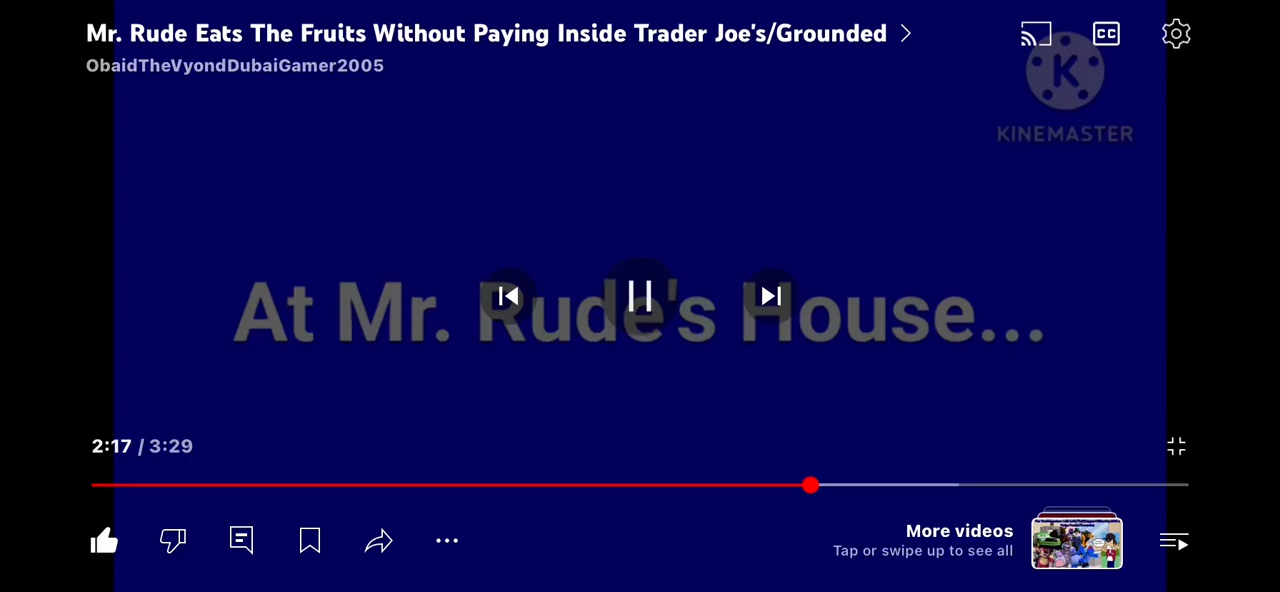 Mr. Rude Eats The Fruits Without Paying Inside Trader Joe's/Grounded
ObaidTheVyondDubaiGamer2005
CC
K
KINEMASTER
At Mr. Rude's House...
2:17 / 3:29
More videos
Tap or swipe up to see all